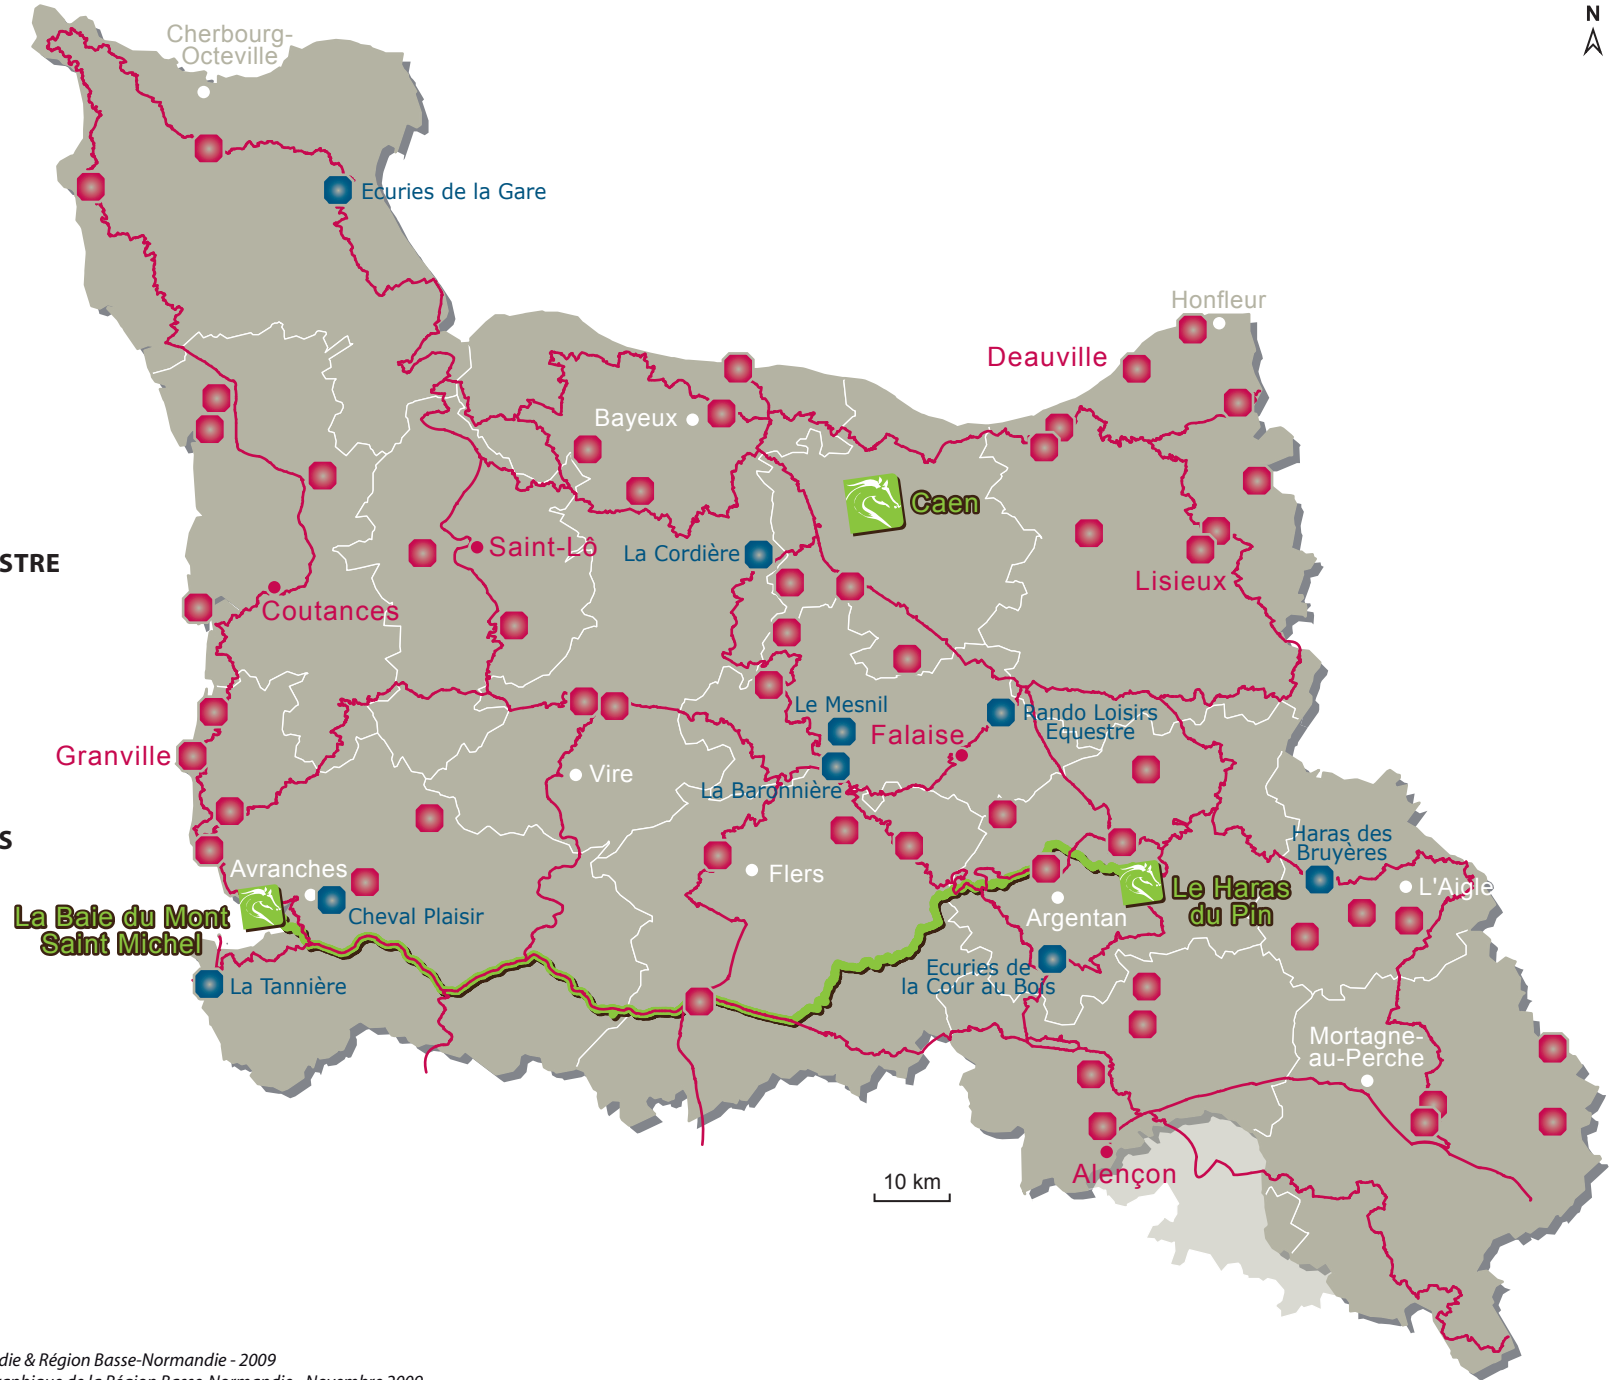 N
Cherbourg-
Octeville
Ecuries de la Gare
Honfleur
Deauville
Bayeux
Caen
Saint-Lô
La Cordière
STRE
Lisieux
Coutances
Le Mesnil
Rando Loisirs
Equestre
Falaise
Granville
Vire
La Baronnière
S
Haras des
Bruyères
Avranches
Flers
L'Aigle
Le Haras
du Pin
Cheval Plaisir
La Baie du Mont
Saint Michel
Argentan
Ecuries de
la Cour au Bois
La Tannière
Mortagne-
au-Perche
Alençon
10 km
die & Région Basse-Normandie - 2009